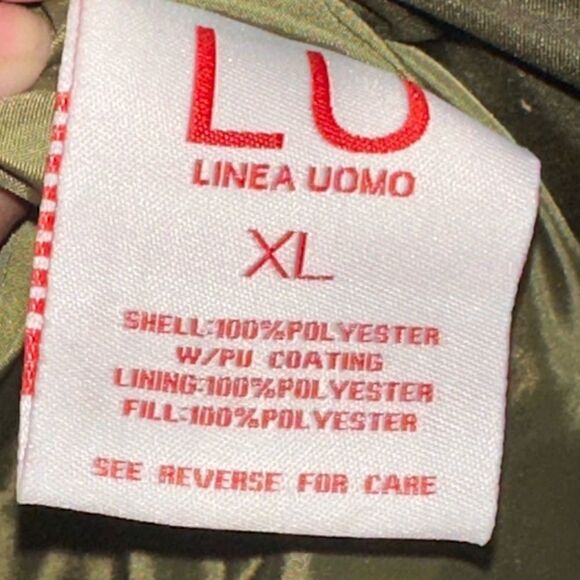 LU
LINEA UOMO
XL
SHELL:100%POLYESTER
W/PU COATING
LINING:100%POLYESTER
FILL:100%POLYESTER
SEE REVERSE FOR CARE